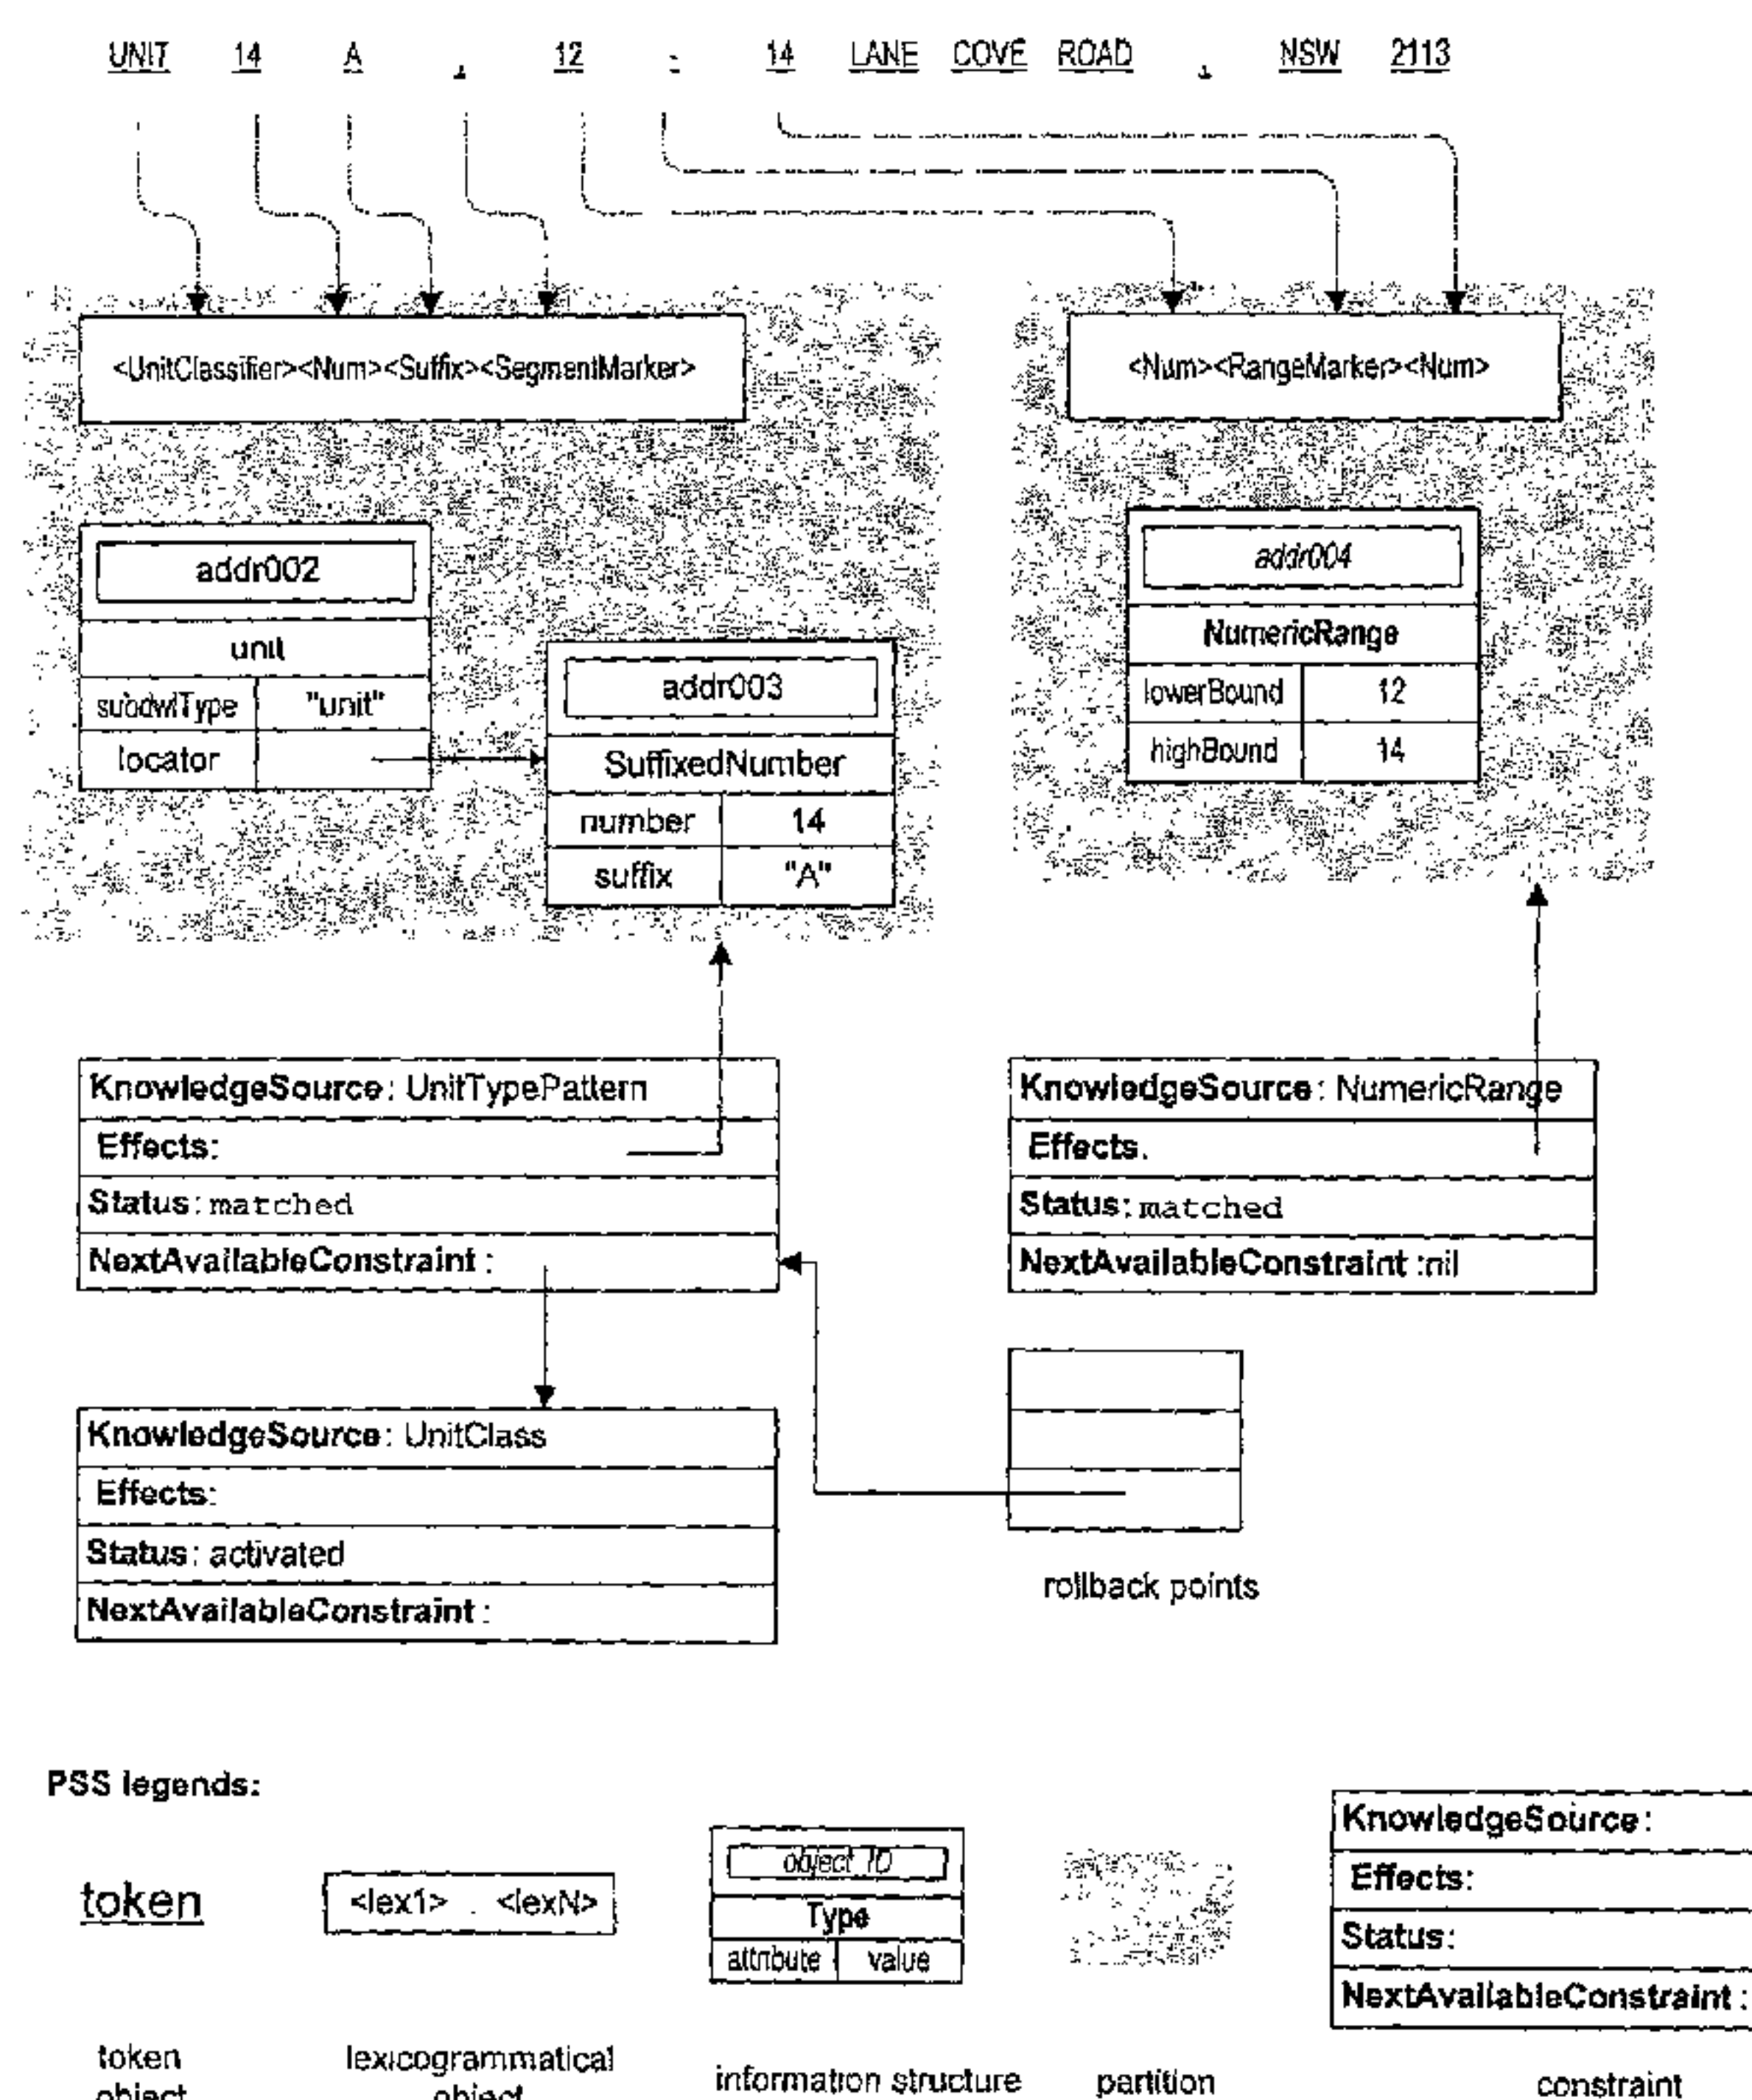 UNIT 14 A , 12 - 14 LANE COVE ROAD , NSW 2113
<UnitClassifier><Num><Suffix><SegmentMarker>
<Num><RangeMarker><Num>
addr002
unit
subdwlType "unit"
locator
addr003
SuffixedNumber
number 14
suffix "A"
addr004
NumericRange
lowerBound 12
highBound 14
KnowledgeSource: UnitTypePattern
Effects:
Status: matched
NextAvailableConstraint :
KnowledgeSource: NumericRange
Effects.
Status: matched
NextAvailableConstraint :nil
KnowledgeSource: UnitClass
Effects:
Status: activated
NextAvailableConstraint :
rollback points
PSS legends:
token
<lex1> . <lexN>
object ID
Type
attribute value
KnowledgeSource:
Effects:
Status:
NextAvailableConstraint :
token
object
lexicogrammatical
object
information structure
partition
constraint